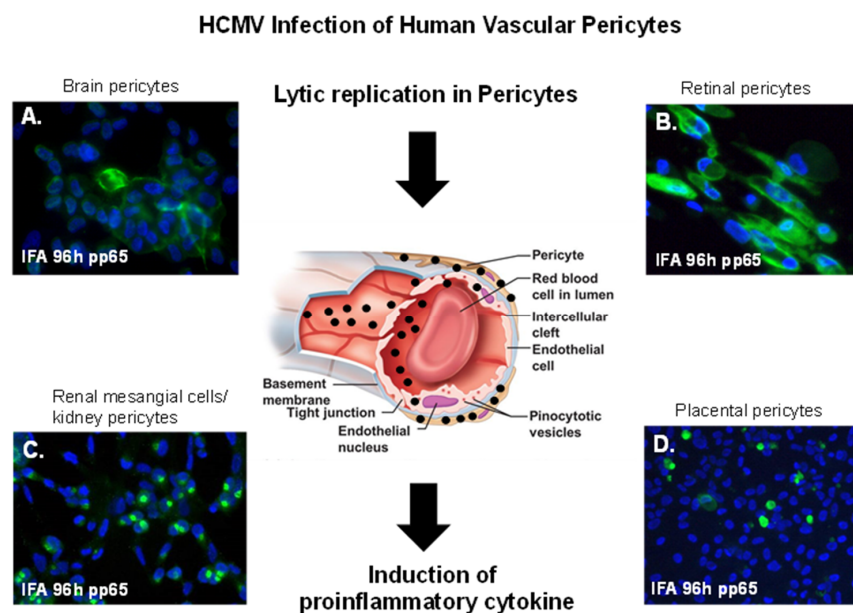 HCMV Infection of Human Vascular Pericytes
Brain pericytes
A.
IFA 96h pp65
Lytic replication in Pericytes
Retinal pericytes
B.
IFA 96h pp65
Pericyte
Red blood
cell in lumen
Intercellular
cleft
Endothelial
cell
Basement
membrane
Tight junction
Endothelial
nucleus
Pinocytotic
vesicles
Renal mesangial cells/
kidney pericytes
C.
IFA 96h pp65
Placental pericytes
D.
IFA 96h pp65
Induction of
proinflammatory cytokine